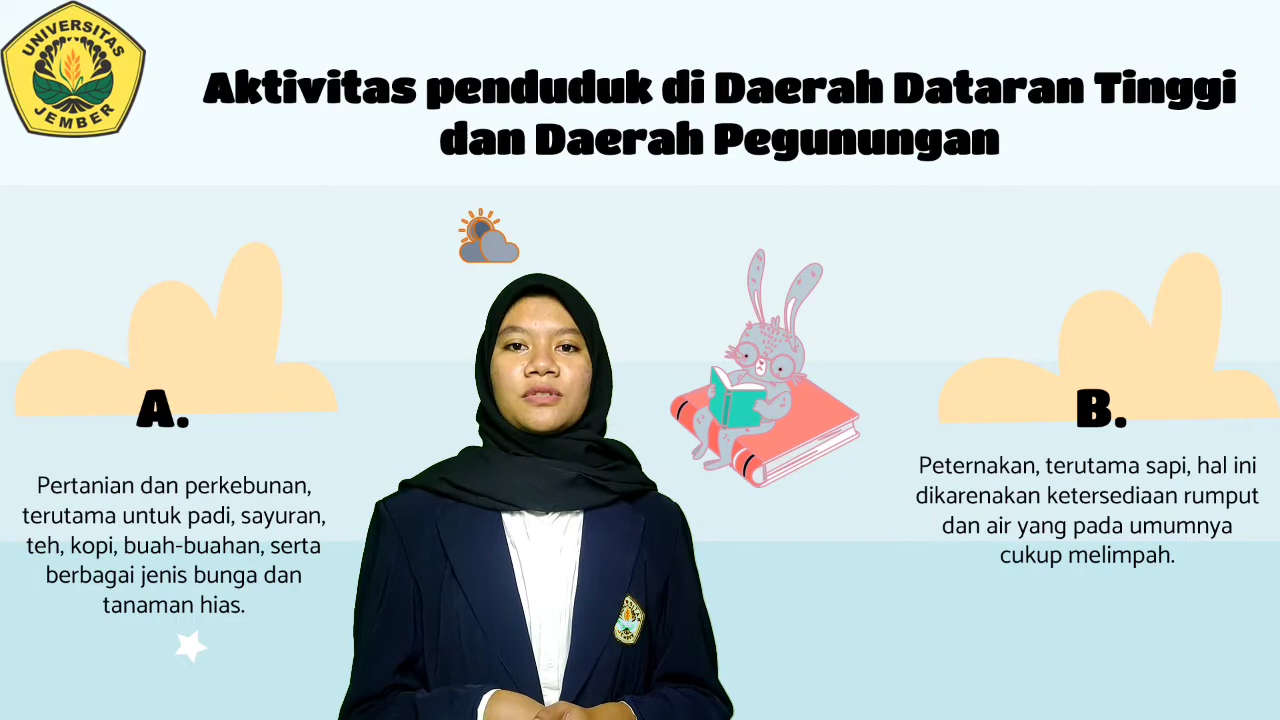 UNIVERSITAS
JEMBER
Aktivitas penduduk di Daerah Dataran Tinggi
dan Daerah Pegunungan
A.
Pertanian dan perkebunan,
terutama untuk padi, sayuran,
teh, kopi, buah-buahan, serta
berbagai jenis bunga dan
tanaman hias.
B.
Peternakan, terutama sapi, hal ini
dikarenakan ketersediaan rumput
dan air yang pada umumnya
cukup melimpah.